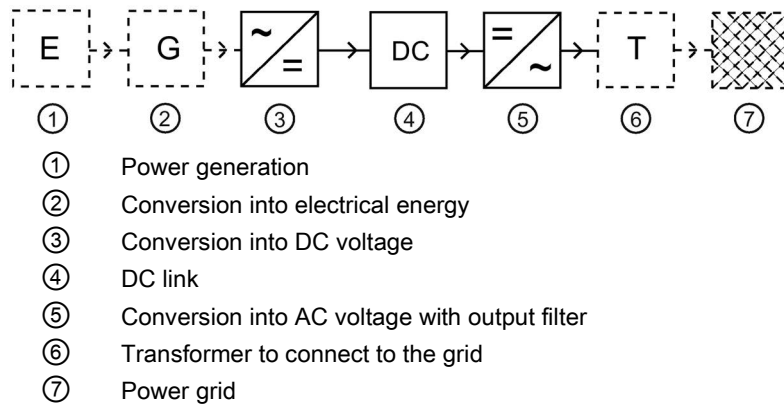 E G ~ = DC = ~ T
① ② ③ ④ ⑤ ⑥ ⑦
① Power generation
② Conversion into electrical energy
③ Conversion into DC voltage
④ DC link
⑤ Conversion into AC voltage with output filter
⑥ Transformer to connect to the grid
⑦ Power grid